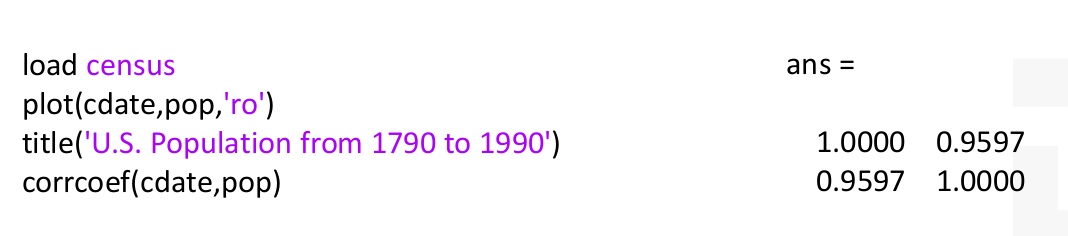 load census
plot(cdate,pop,'ro')
title('U.S. Population from 1790 to 1990')
corrcoef(cdate,pop)
ans =
1.0000 0.9597
0.9597 1.0000